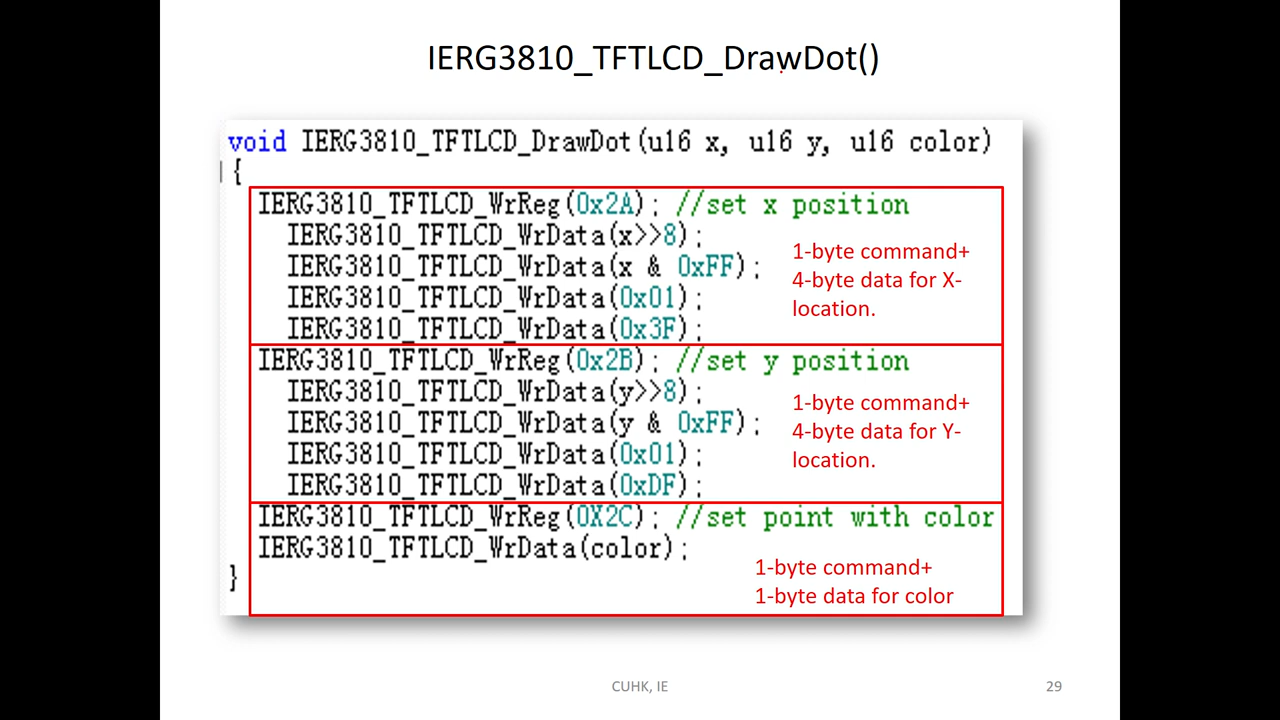 IERG3810_TFTLCD_DrawDot()
void IERG3810_TFTLCD_DrawDot(u16 x, u16 y, u16 color)
{
IERG3810_TFTLCD_WrReg(0x2A); //set x position
IERG3810_TFTLCD_WrData(x>>8);
IERG3810_TFTLCD_WrData(x & 0xFF);
IERG3810_TFTLCD_WrData(0x01);
IERG3810_TFTLCD_WrData(0x3F);
1-byte command+
4-byte data for X-
location.
IERG3810_TFTLCD_WrReg(0x2B); //set y position
IERG3810_TFTLCD_WrData(y>>8);
IERG3810_TFTLCD_WrData(y & 0xFF);
IERG3810_TFTLCD_WrData(0x01);
IERG3810_TFTLCD_WrData(0xDF);
1-byte command+
4-byte data for Y-
location.
IERG3810_TFTLCD_WrReg(0X2C); //set point with color
IERG3810_TFTLCD_WrData(color);
}
1-byte command+
1-byte data for color
CUHK, IE
29